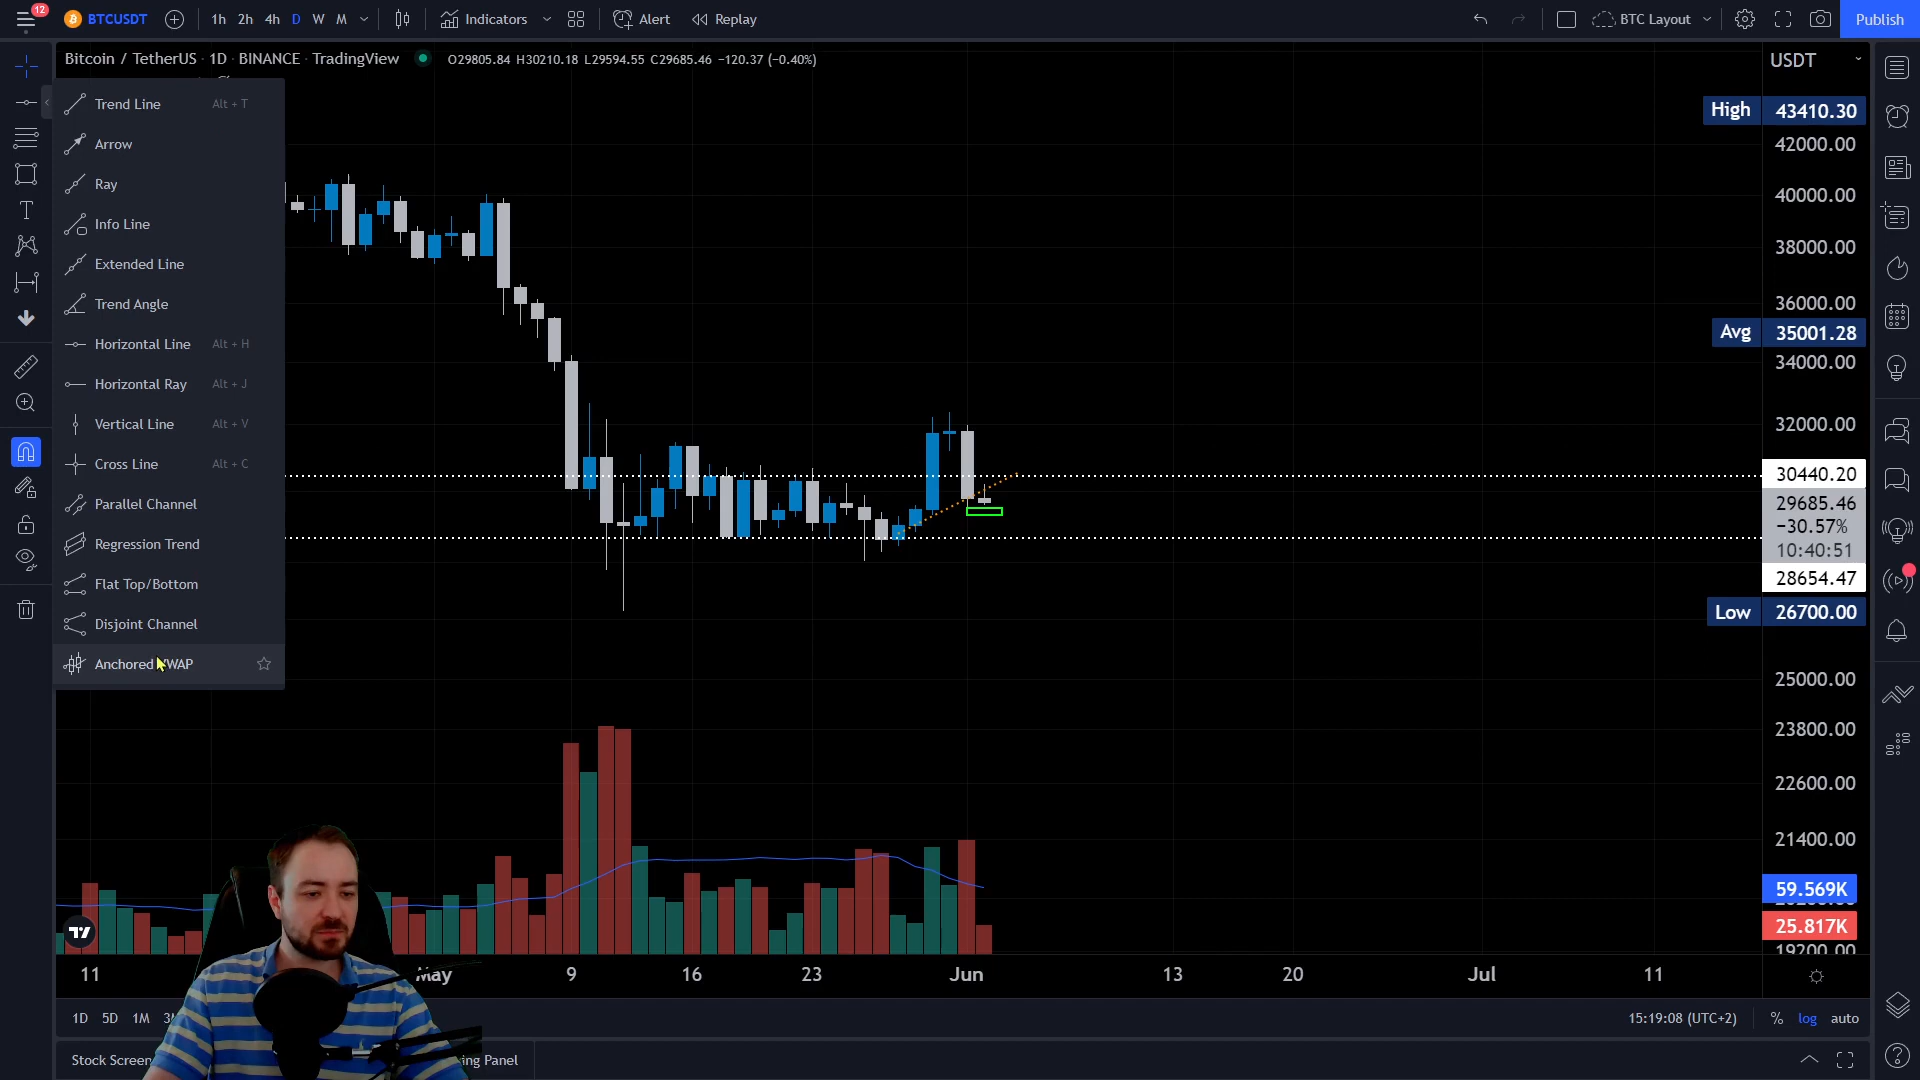 12
BTCUSDT 1h 2h 4h D W M Indicators Alert Replay BTC Layout Publish
Bitcoin / TetherUS · 1D · BINANCE · TradingView O29805.84 H30210.18 L29594.55 C29685.46 −120.37 (−0.40%)
USDT
Trend Line Alt + T
Arrow
Ray
Info Line
Extended Line
Trend Angle
Horizontal Line Alt + H
Horizontal Ray Alt + J
Vertical Line Alt + V
Cross Line Alt + C
Parallel Channel
Regression Trend
Flat Top/Bottom
Disjoint Channel
Anchored VWAP
High 43410.30
42000.00
40000.00
38000.00
36000.00
Avg 35001.28
34000.00
32000.00
30440.20
29685.46
−30.57%
10:40:51
28654.47
Low 26700.00
25000.00
23800.00
22600.00
21400.00
59.569K
25.817K
19200.00
11 May 9 16 23 Jun 13 20 Jul 11
1D 5D 1M 15:19:08 (UTC+2) % log auto
Stock Screen Panel